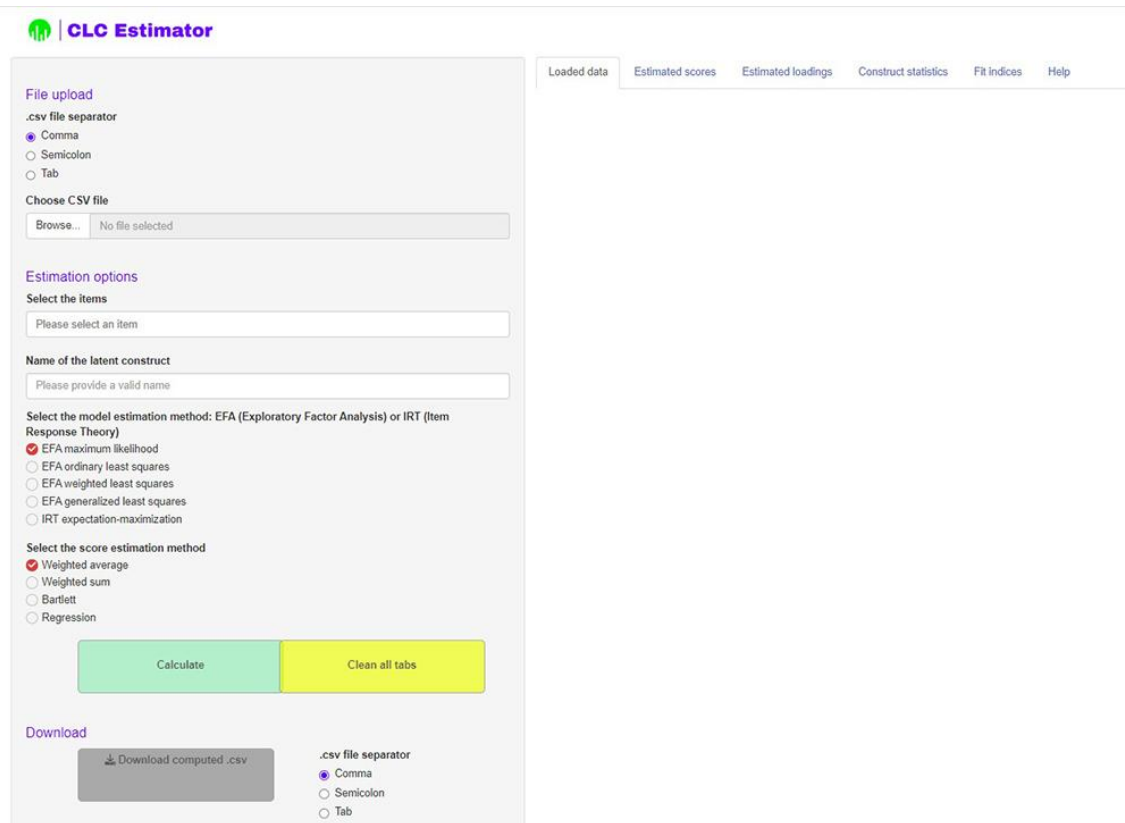 CLC Estimator
Loaded data
Estimated scores
Estimated loadings
Construct statistics
Fit indices
Help
File upload
.csv file separator
Comma
Semicolon
Tab
Choose CSV file
Browse...
No file selected
Estimation options
Select the items
Please select an item
Name of the latent construct
Please provide a valid name
Select the model estimation method: EFA (Exploratory Factor Analysis) or IRT (Item
Response Theory)
EFA maximum likelihood
EFA ordinary least squares
EFA weighted least squares
EFA generalized least squares
IRT expectation-maximization
Select the score estimation method
Weighted average
Weighted sum
Bartlett
Regression
Calculate
Clean all tabs
Download
Download computed .csv
.csv file separator
Comma
Semicolon
Tab